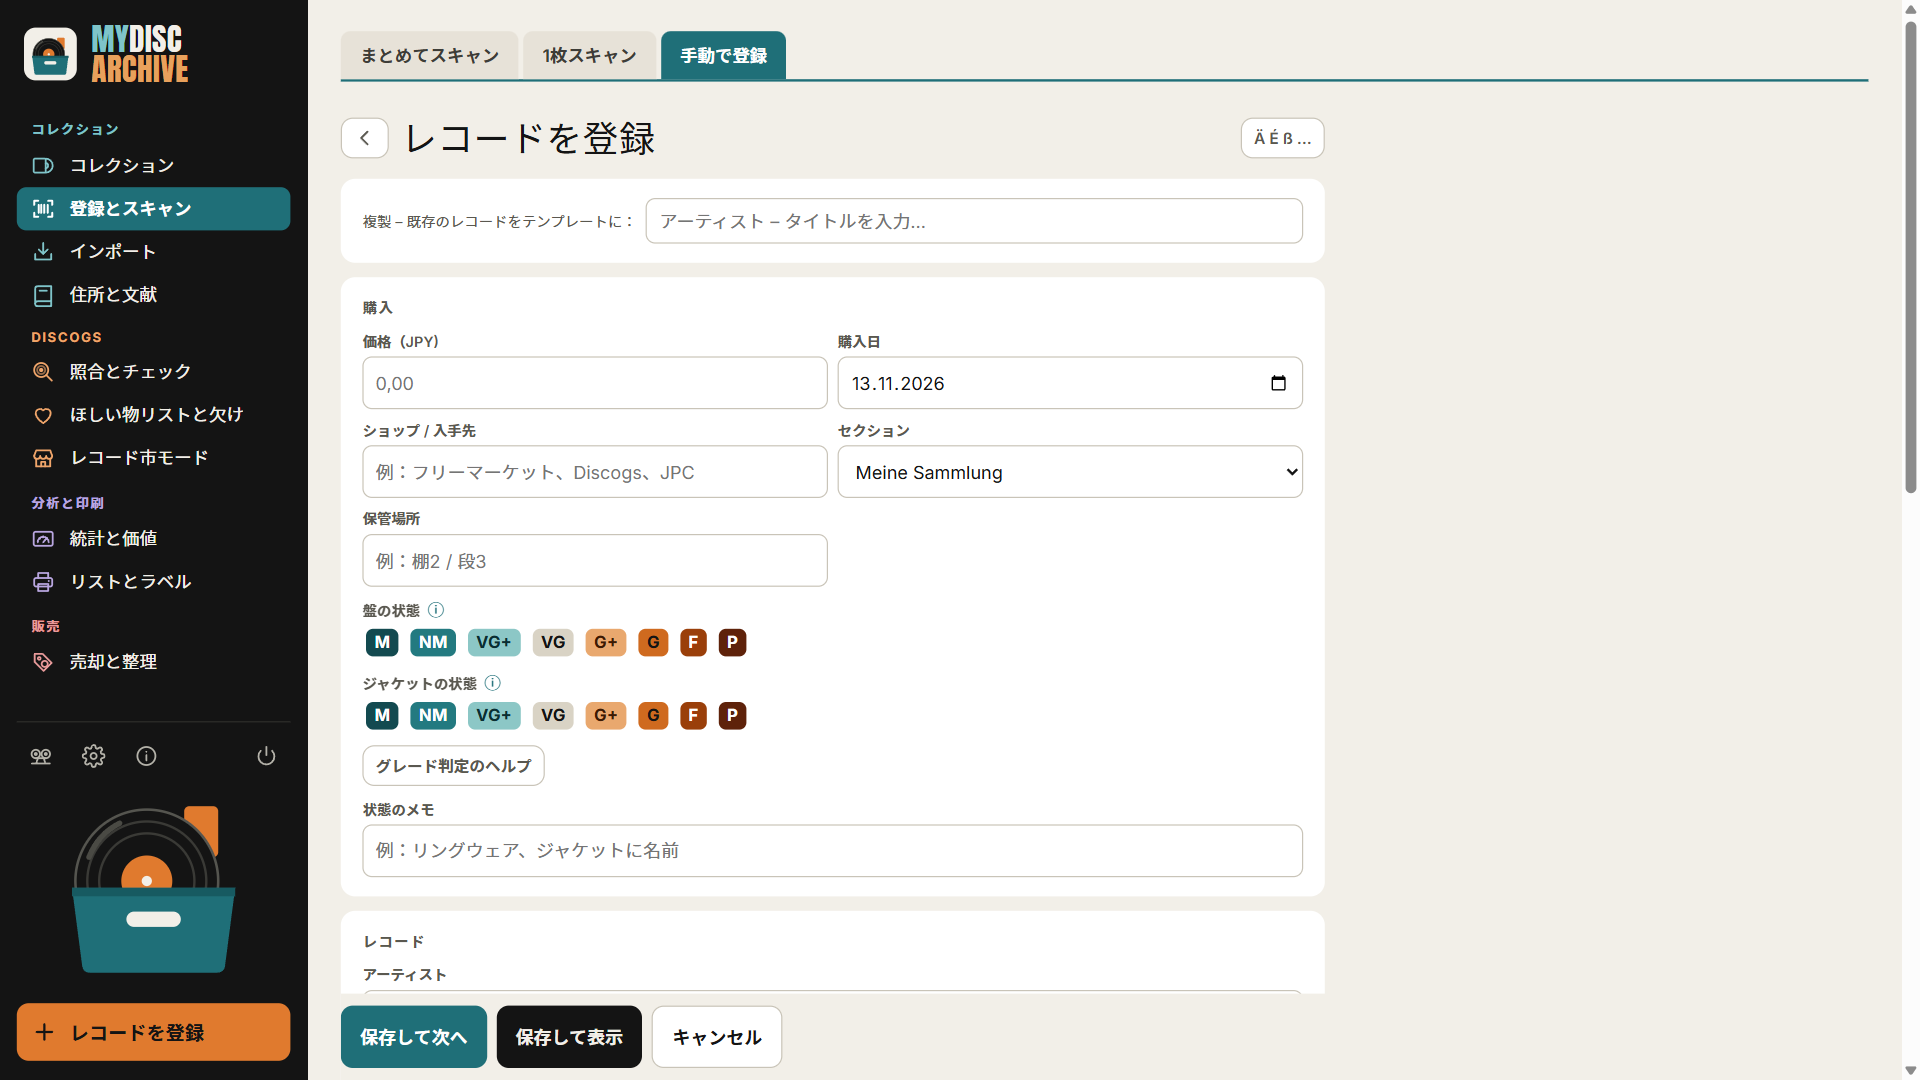 MYDISC
ARCHIVE
コレクション
コレクション
登録とスキャン
インポート
住所と文献
DISCOGS
照合とチェック
ほしい物リストと欠け
レコード市モード
分析と印刷
統計と価値
リストとラベル
販売
売却と整理
レコードを登録
まとめてスキャン
1枚スキャン
手動で登録
レコードを登録
Ä É ß ...
複製 – 既存のレコードをテンプレートに：
アーティスト – タイトルを入力...
購入
価格（JPY）
購入日
0,00
13.11.2026
ショップ / 入手先
セクション
例：フリーマーケット、Discogs、JPC
Meine Sammlung
保管場所
例：棚2 / 段3
盤の状態
M NM VG+ VG G+ G F P
ジャケットの状態
M NM VG+ VG G+ G F P
グレード判定のヘルプ
状態のメモ
例：リングウェア、ジャケットに名前
レコード
アーティスト
保存して次へ
保存して表示
キャンセル